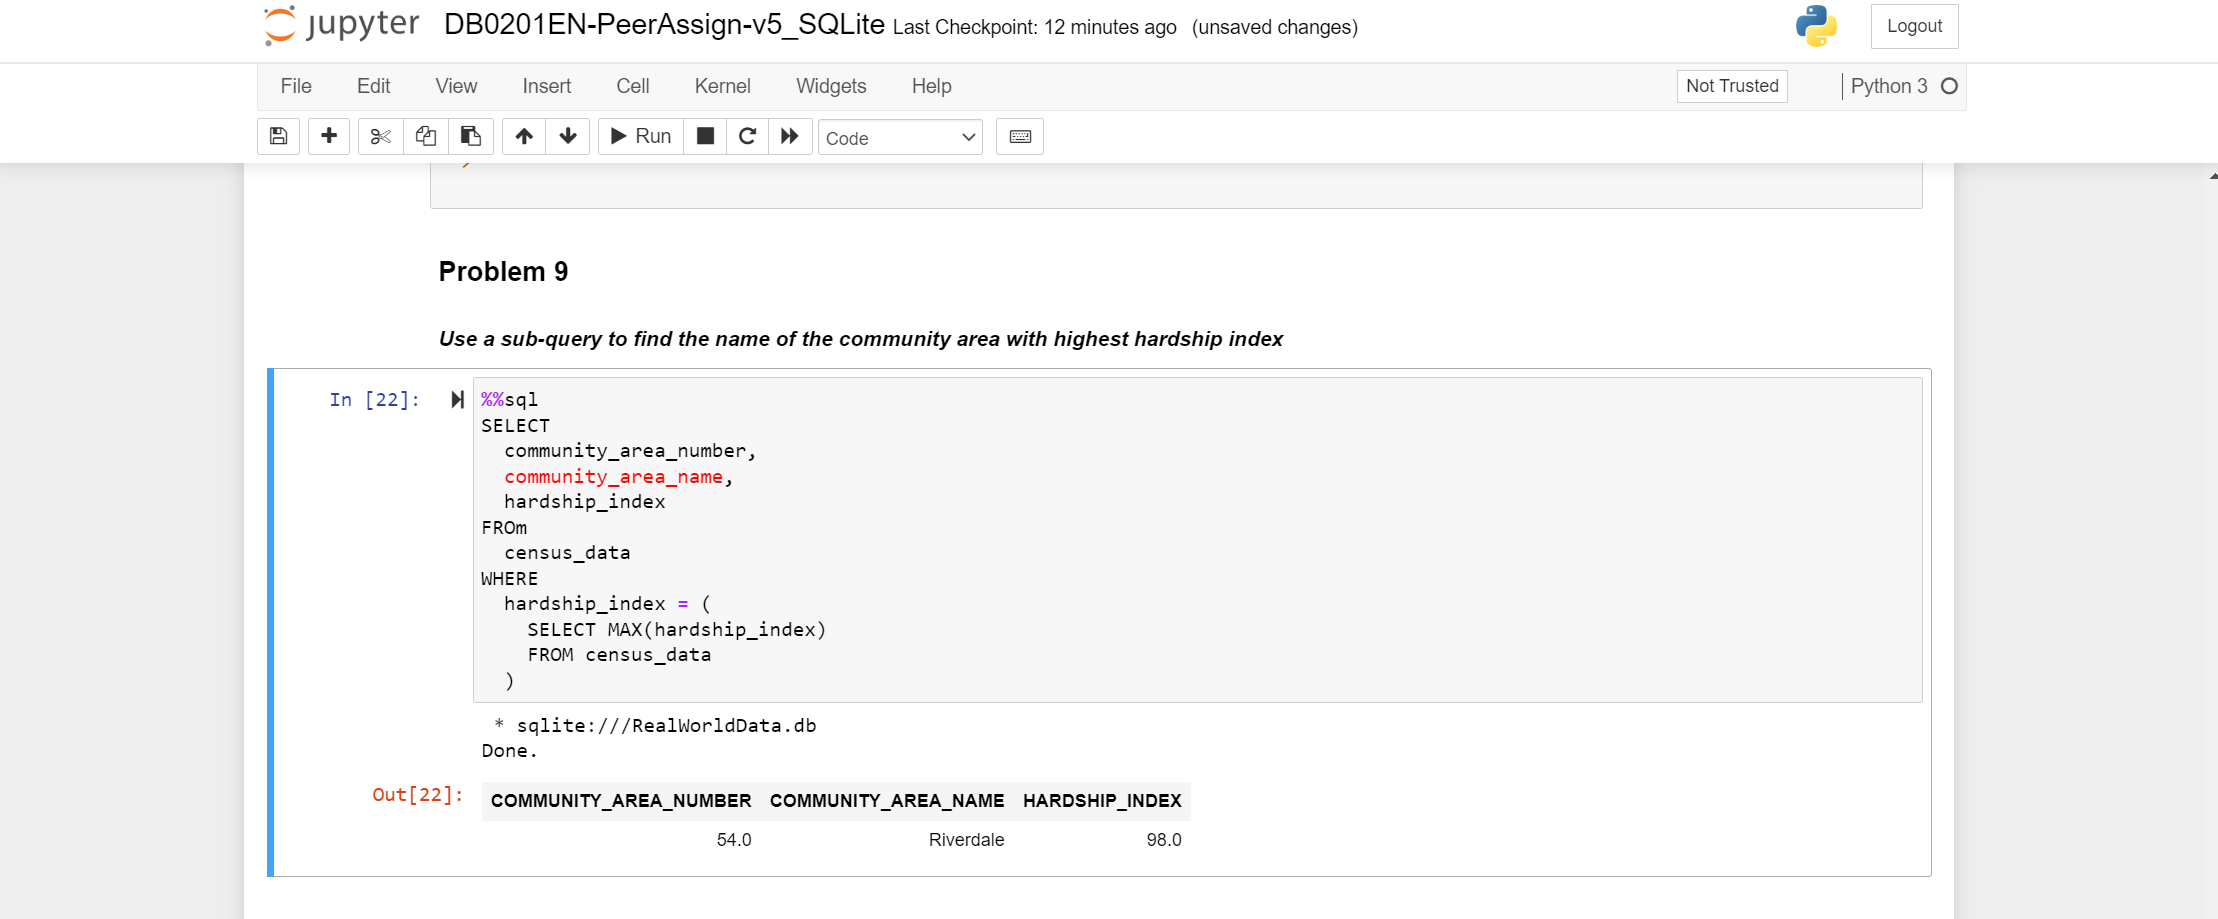 jupyter DB0201EN-PeerAssign-v5_SQLite Last Checkpoint: 12 minutes ago (unsaved changes) Logout
File Edit View Insert Cell Kernel Widgets Help Not Trusted Python 3
Run Code
Problem 9
Use a sub-query to find the name of the community area with highest hardship index
In [22]: %%sql
SELECT
community_area_number,
community_area_name,
hardship_index
FROm
census_data
WHERE
hardship_index = (
SELECT MAX(hardship_index)
FROM census_data
)
* sqlite:///RealWorldData.db
Done.
Out[22]: COMMUNITY_AREA_NUMBER COMMUNITY_AREA_NAME HARDSHIP_INDEX
54.0 Riverdale 98.0